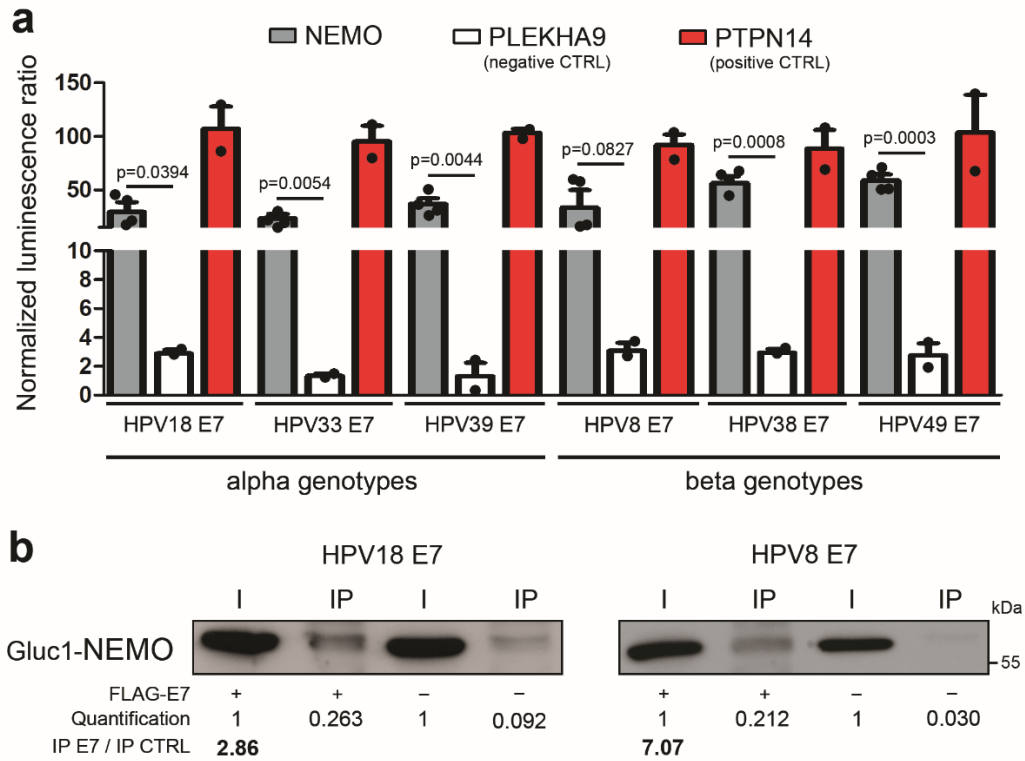 a
NEMO PLEKHA9 PTPN14
(negative CTRL) (positive CTRL)
Normalized luminescence ratio
150
100
50
10
8
6
4
2
0
p=0.0394 p=0.0054 p=0.0044 p=0.0827 p=0.0008 p=0.0003
HPV18 E7 HPV33 E7 HPV39 E7 HPV8 E7 HPV38 E7 HPV49 E7
alpha genotypes beta genotypes
b
HPV18 E7 HPV8 E7
I IP I IP I IP I IP
kDa
Gluc1-NEMO
55
FLAG-E7 + + – – + + – –
Quantification 1 0.263 1 0.092 1 0.212 1 0.030
IP E7 / IP CTRL 2.86 7.07